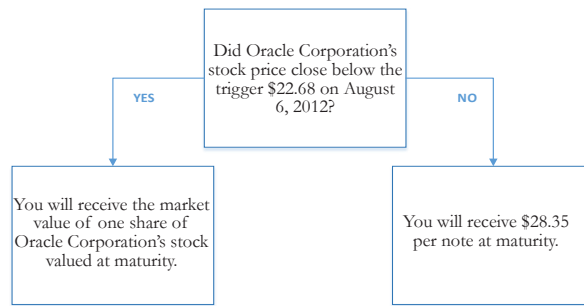 Did Oracle Corporation's
stock price close below the
trigger $22.68 on August
6, 2012?
YES
NO
You will receive the market
value of one share of
Oracle Corporation's stock
valued at maturity.
You will receive $28.35
per note at maturity.